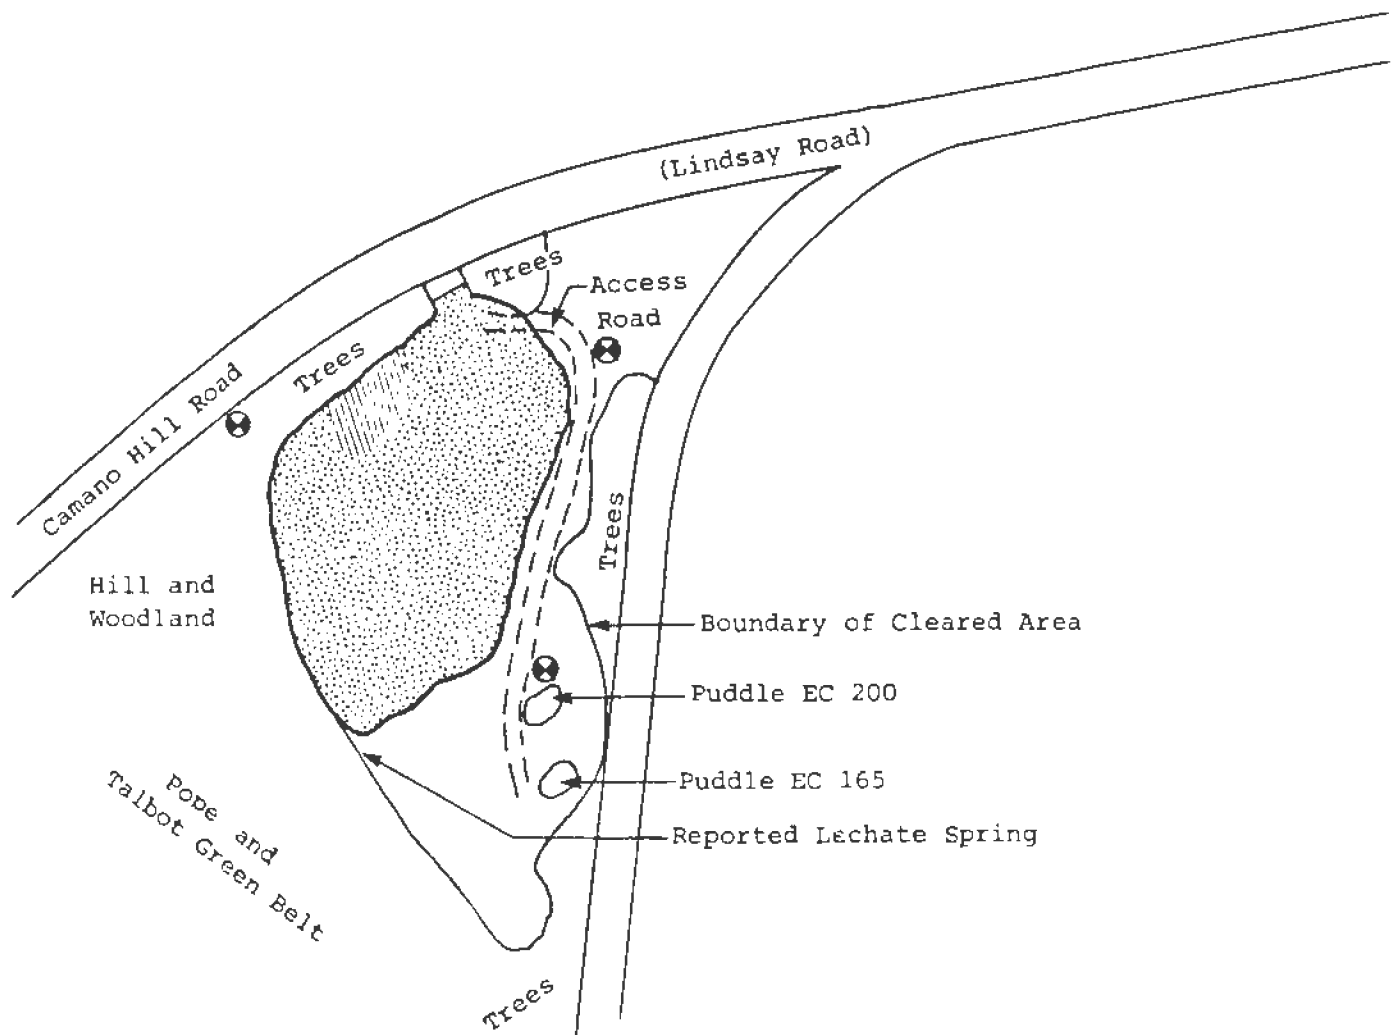 (Lindsay Road)
Trees
Access
Road
Trees
Camano Hill Road
Trees
Hill and
Woodland
Boundary of Cleared Area
Puddle EC 200
Puddle EC 165
Reported Lechate Spring
Pope and
Talbot Green Belt
Trees